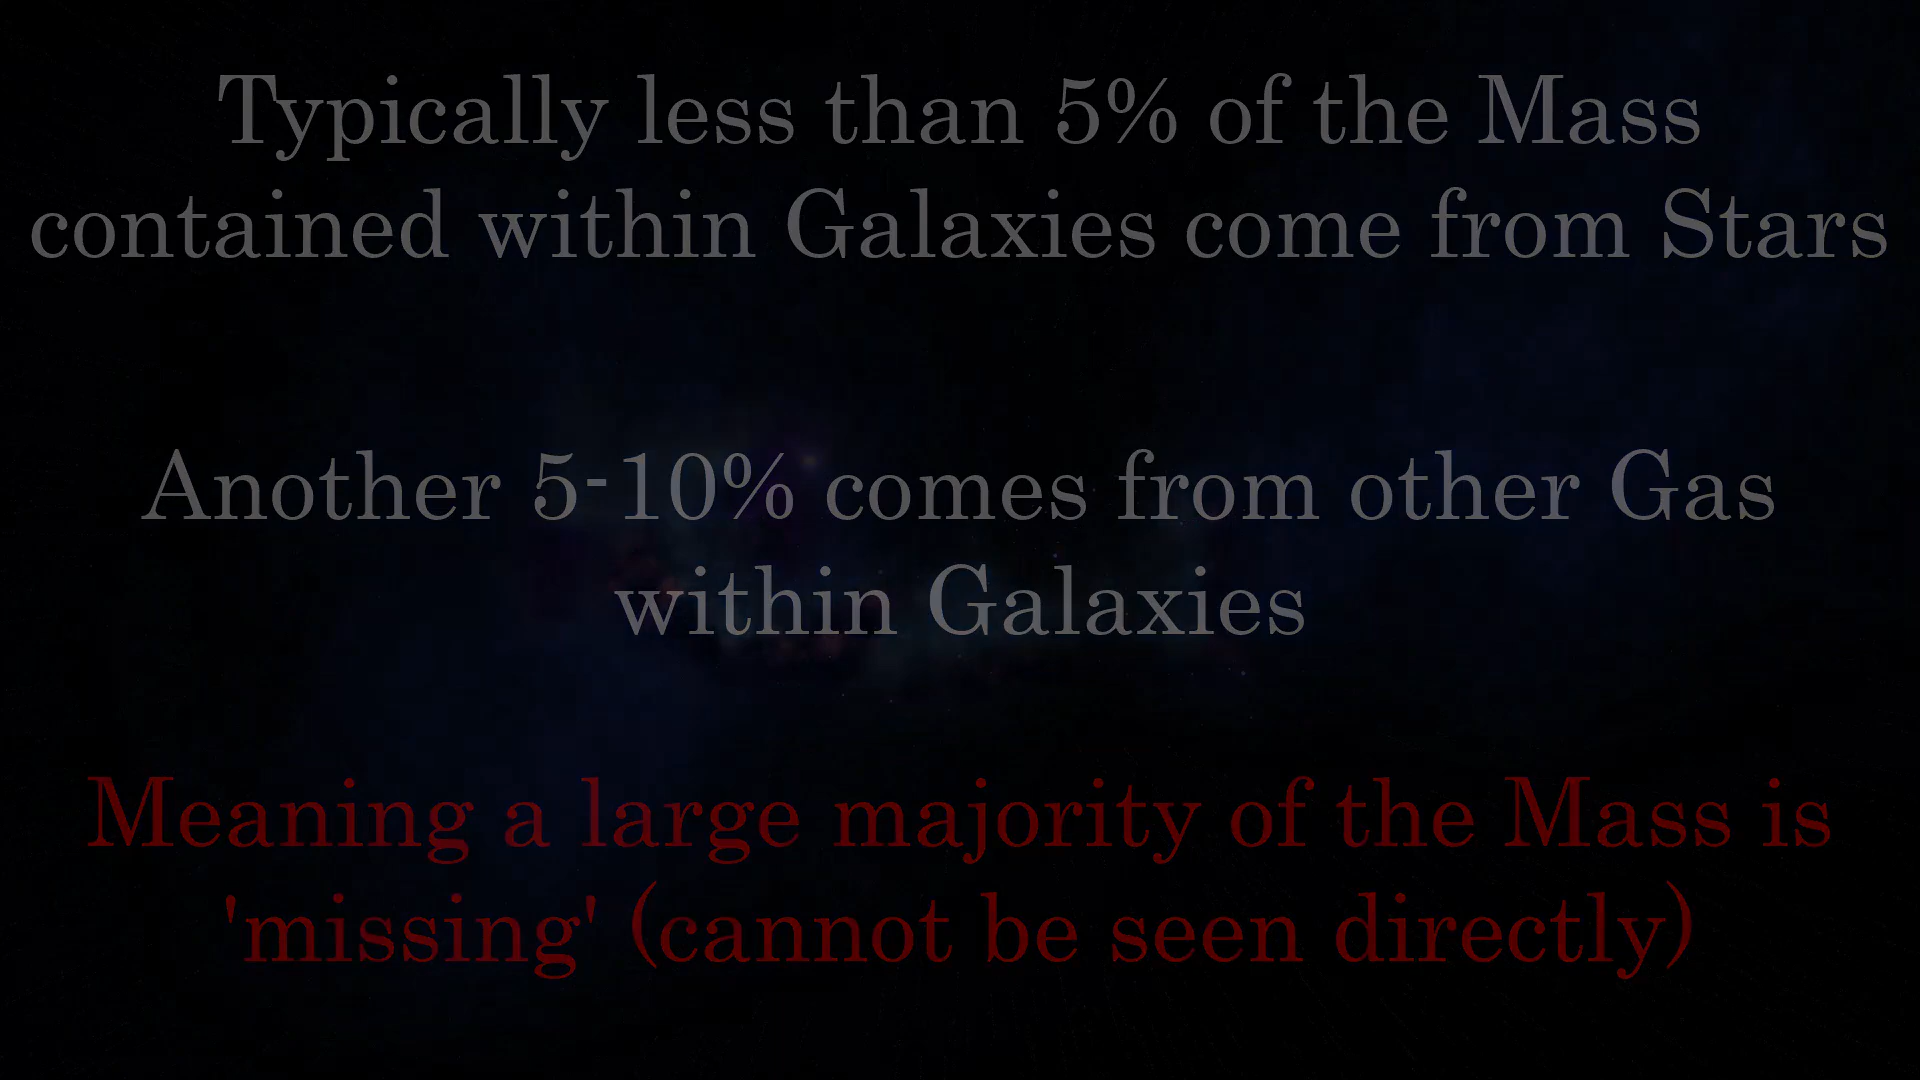 Typically less than 5% of the Mass
contained within Galaxies come from Stars
Another 5-10% comes from other Gas
within Galaxies
Meaning a large majority of the Mass is
'missing' (cannot be seen directly)